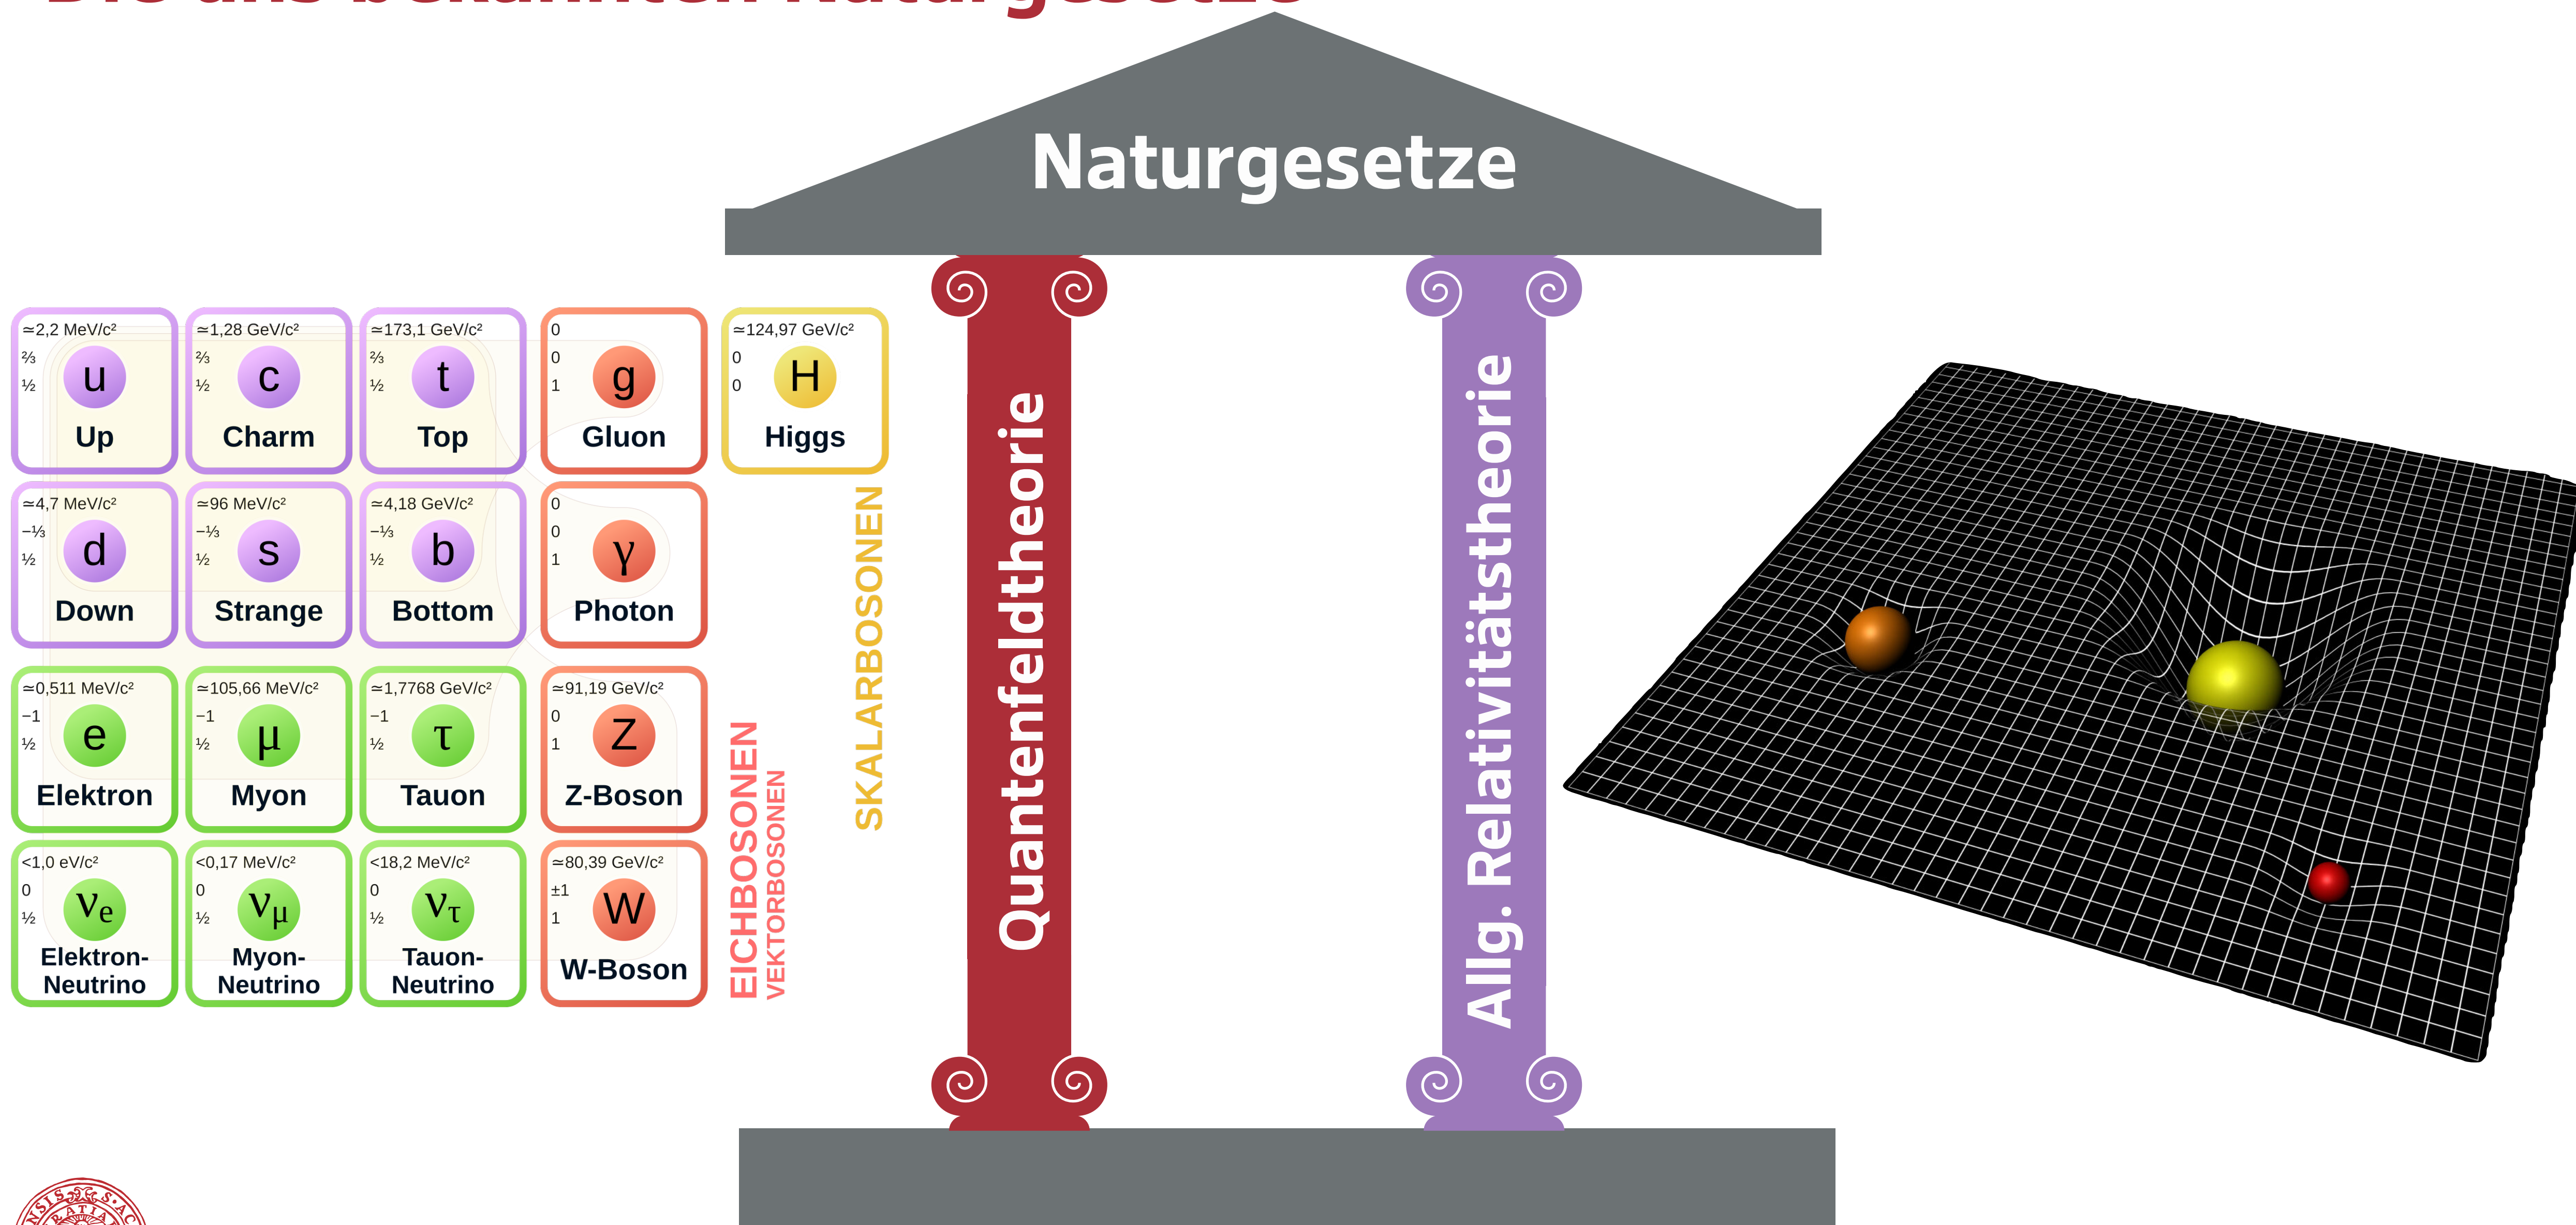 Die uns bekannten Naturgesetze
Naturgesetze
≃2,2 MeV/c²
⅔
½
u
Up
≃1,28 GeV/c²
⅔
½
c
Charm
≃173,1 GeV/c²
⅔
½
t
Top
0
0
1
g
Gluon
≃124,97 GeV/c²
0
0
H
Higgs
≃4,7 MeV/c²
−⅓
½
d
Down
≃96 MeV/c²
−⅓
½
s
Strange
≃4,18 GeV/c²
−⅓
½
b
Bottom
0
0
1
γ
Photon
≃0,511 MeV/c²
−1
½
e
Elektron
≃105,66 MeV/c²
−1
½
μ
Myon
≃1,7768 GeV/c²
−1
½
τ
Tauon
≃91,19 GeV/c²
0
1
Z
Z-Boson
<1,0 eV/c²
0
½
νe
Elektron-
Neutrino
<0,17 MeV/c²
0
½
νμ
Myon-
Neutrino
<18,2 MeV/c²
0
½
ντ
Tauon-
Neutrino
≃80,39 GeV/c²
±1
1
W
W-Boson
EICHBOSONEN
VEKTORBOSONEN
SKALARBOSONEN
Quantenfeldtheorie
Allg. Relativitätstheorie